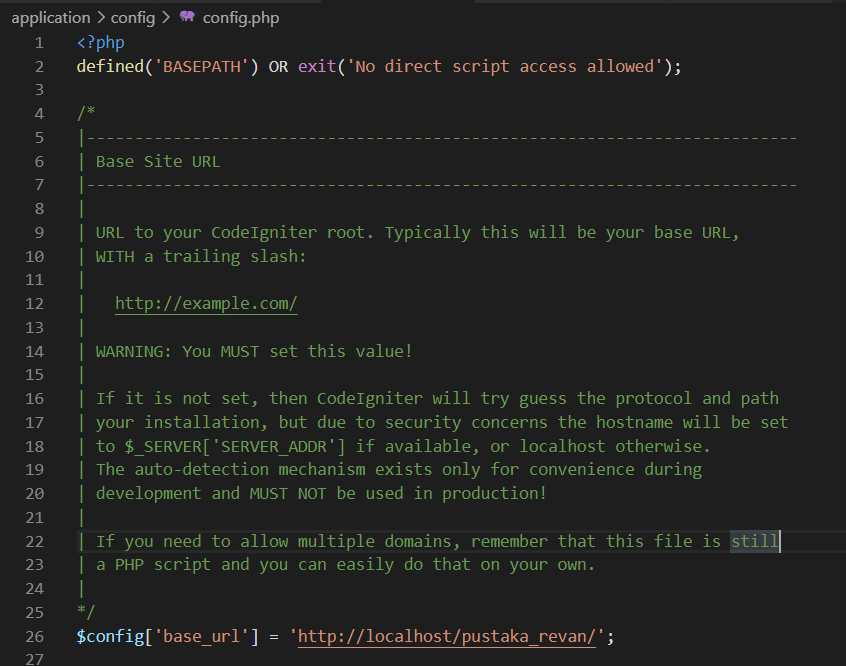 application > config > config.php
1 <?php
2 defined('BASEPATH') OR exit('No direct script access allowed');
3
4 /*
5 |--------------------------------------------------------------------------
6 | Base Site URL
7 |--------------------------------------------------------------------------
8 |
9 | URL to your CodeIgniter root. Typically this will be your base URL,
10 | WITH a trailing slash:
11 |
12 |	http://example.com/
13 |
14 | WARNING: You MUST set this value!
15 |
16 | If it is not set, then CodeIgniter will try guess the protocol and path
17 | your installation, but due to security concerns the hostname will be set
18 | to $_SERVER['SERVER_ADDR'] if available, or localhost otherwise.
19 | The auto-detection mechanism exists only for convenience during
20 | development and MUST NOT be used in production!
21 |
22 | If you need to allow multiple domains, remember that this file is still
23 | a PHP script and you can easily do that on your own.
24 |
25 */
26 $config['base_url'] = 'http://localhost/pustaka_revan/';
27